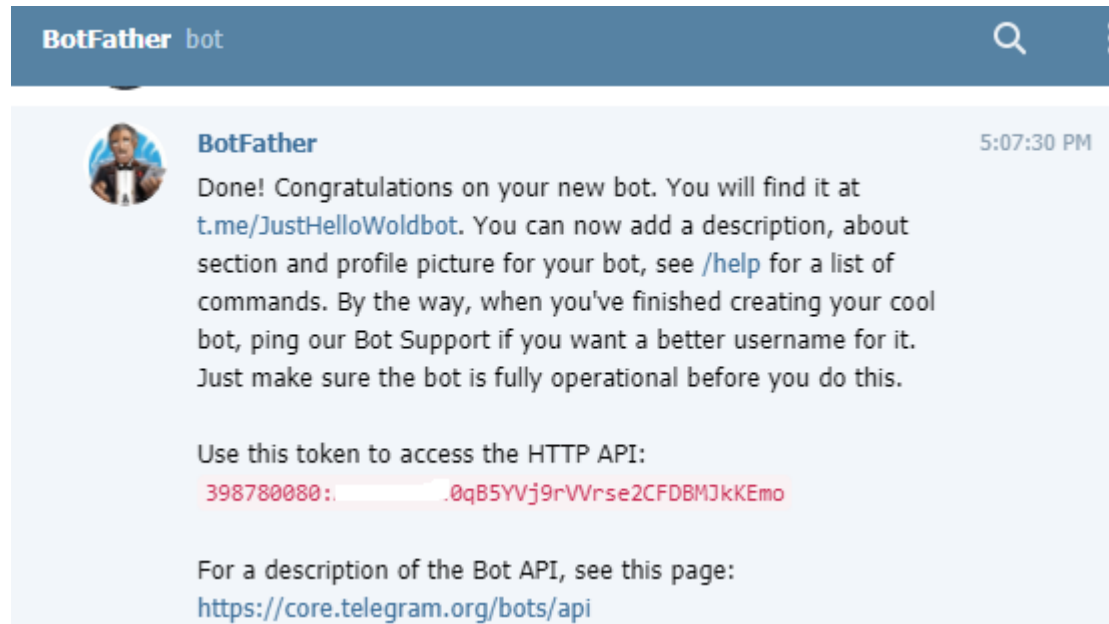 BotFather bot
BotFather 5:07:30 PM
Done! Congratulations on your new bot. You will find it at
t.me/JustHelloWoldbot. You can now add a description, about
section and profile picture for your bot, see /help for a list of
commands. By the way, when you've finished creating your cool
bot, ping our Bot Support if you want a better username for it.
Just make sure the bot is fully operational before you do this.
Use this token to access the HTTP API:
398780080: 0qB5YVj9rVVrse2CFDBMJkKEmo
For a description of the Bot API, see this page:
https://core.telegram.org/bots/api